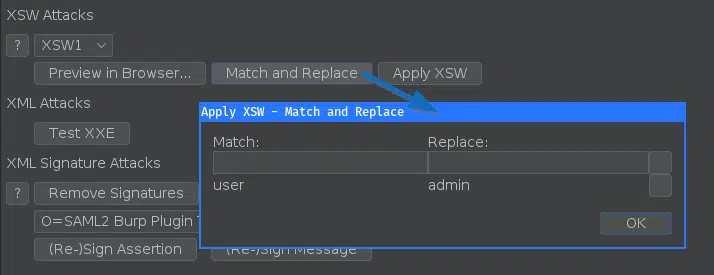 XSW Attacks
? XSW1
Preview in Browser... Match and Replace Apply XSW
XML Attacks
Test XXE
Apply XSW - Match and Replace
Match: Replace:
user admin
OK
XML Signature Attacks
? Remove Signatures
O=SAML2 Burp Plugin
(Re-)Sign Assertion (Re-)Sign Message